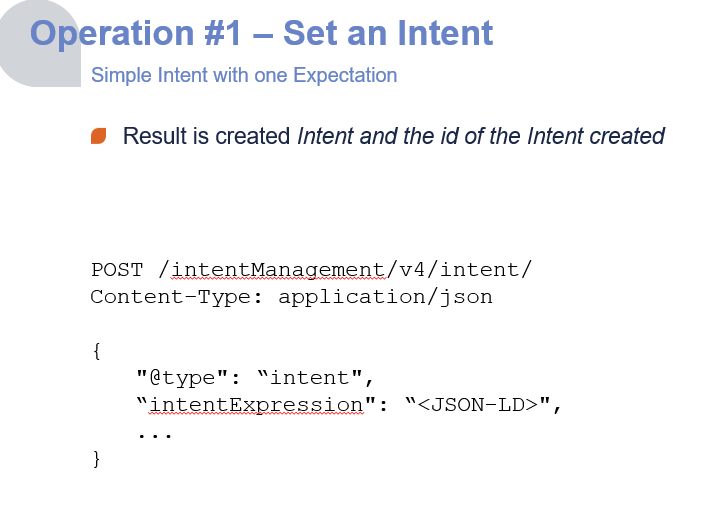 Operation #1 – Set an Intent
Simple Intent with one Expectation
Result is created Intent and the id of the Intent created
POST /intentManagement/v4/intent/
Content-Type: application/json
{
"@type": “intent",
“intentExpression": “<JSON-LD>",
...
}